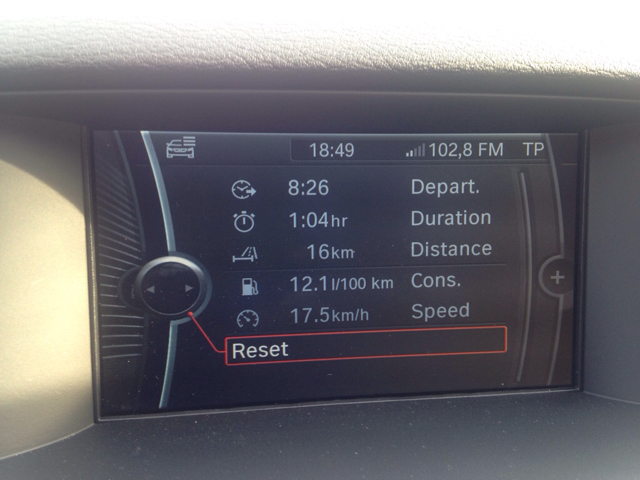 18:49 102,8 FM TP
8:26 Depart.
1:04hr Duration
16km Distance
12.1l/100 km Cons.
17.5km/h Speed
Reset
+